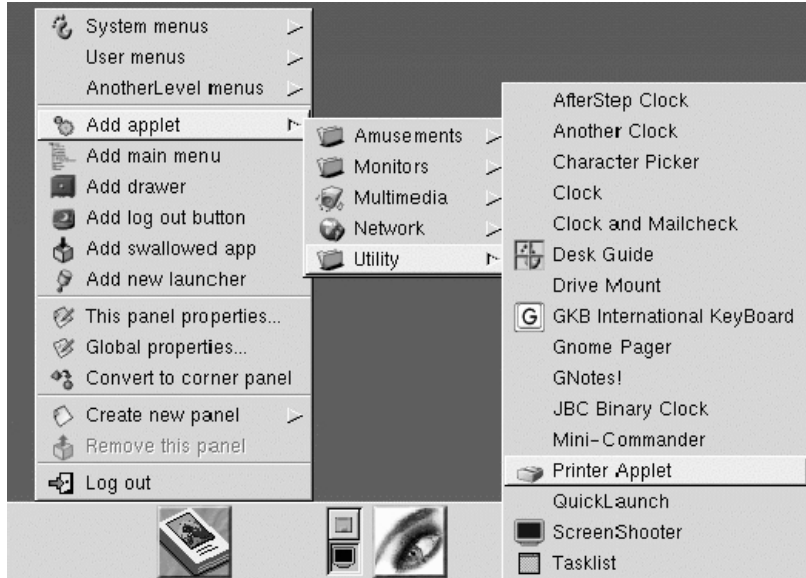 System menus
User menus
AnotherLevel menus
Add applet
Add main menu
Add drawer
Add log out button
Add swallowed app
Add new launcher
This panel properties...
Global properties...
Convert to corner panel
Create new panel
Remove this panel
Log out
Amusements
Monitors
Multimedia
Network
Utility
AfterStep Clock
Another Clock
Character Picker
Clock
Clock and Mailcheck
Desk Guide
Drive Mount
G GKB International KeyBoard
Gnome Pager
GNotes!
JBC Binary Clock
Mini-Commander
Printer Applet
QuickLaunch
ScreenShooter
Tasklist